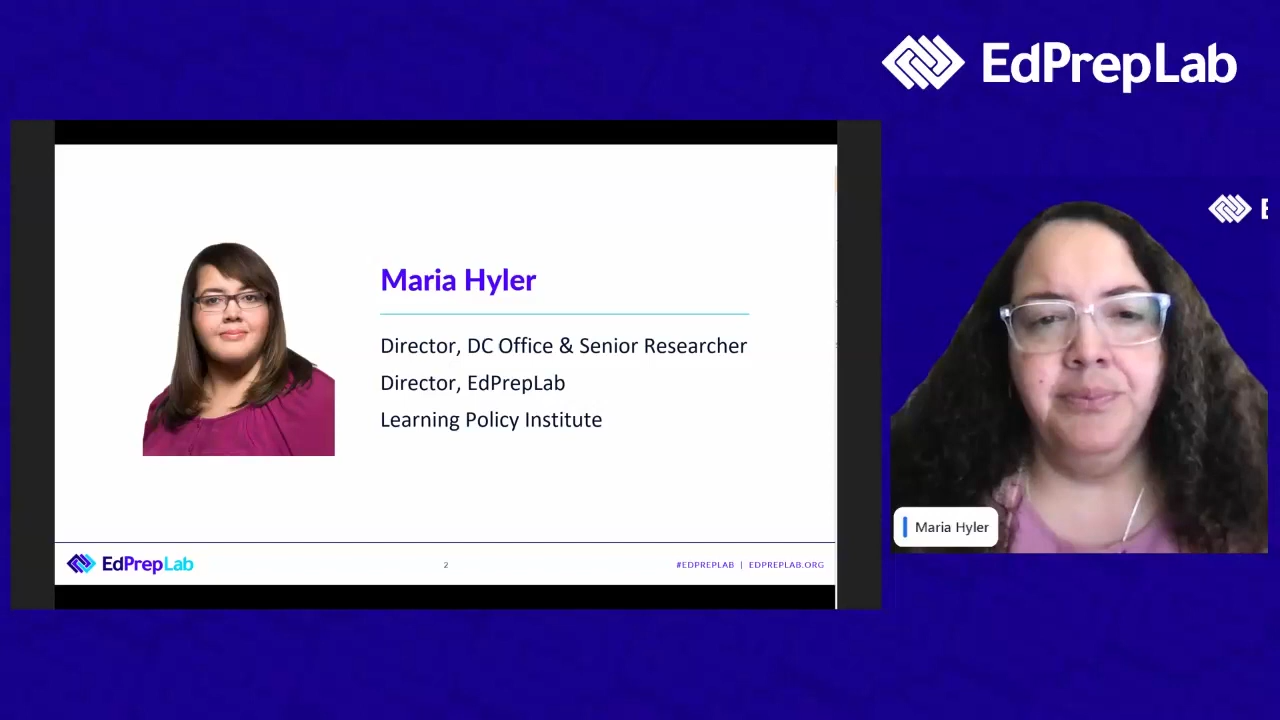 EdPrepLab
Maria Hyler
Director, DC Office & Senior Researcher
Director, EdPrepLab
Learning Policy Institute
EdPrepLab
2
#EDPREPLAB | EDPREPLAB.ORG
E
Maria Hyler